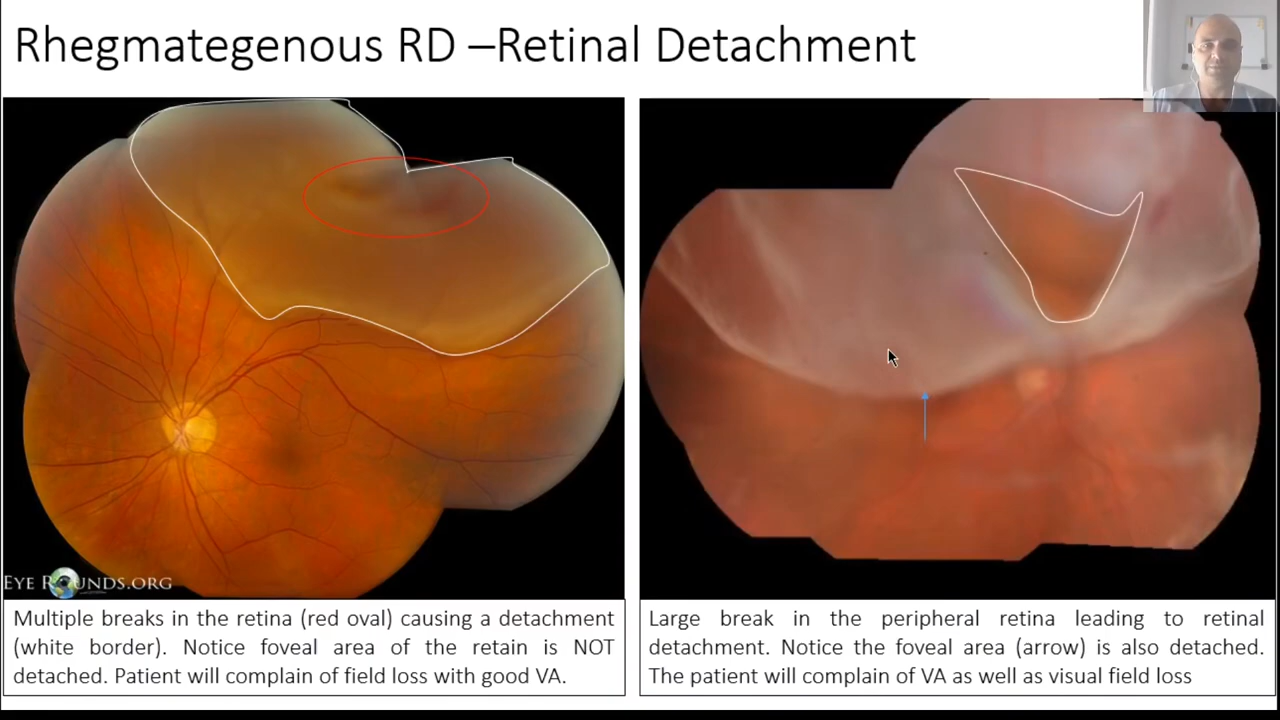 Rhegmategenous RD –Retinal Detachment
EYE ROUNDS.ORG
Multiple breaks in the retina (red oval) causing a detachment
(white border). Notice foveal area of the retain is NOT
detached. Patient will complain of field loss with good VA.
Large break in the peripheral retina leading to retinal
detachment. Notice the foveal area (arrow) is also detached.
The patient will complain of VA as well as visual field loss